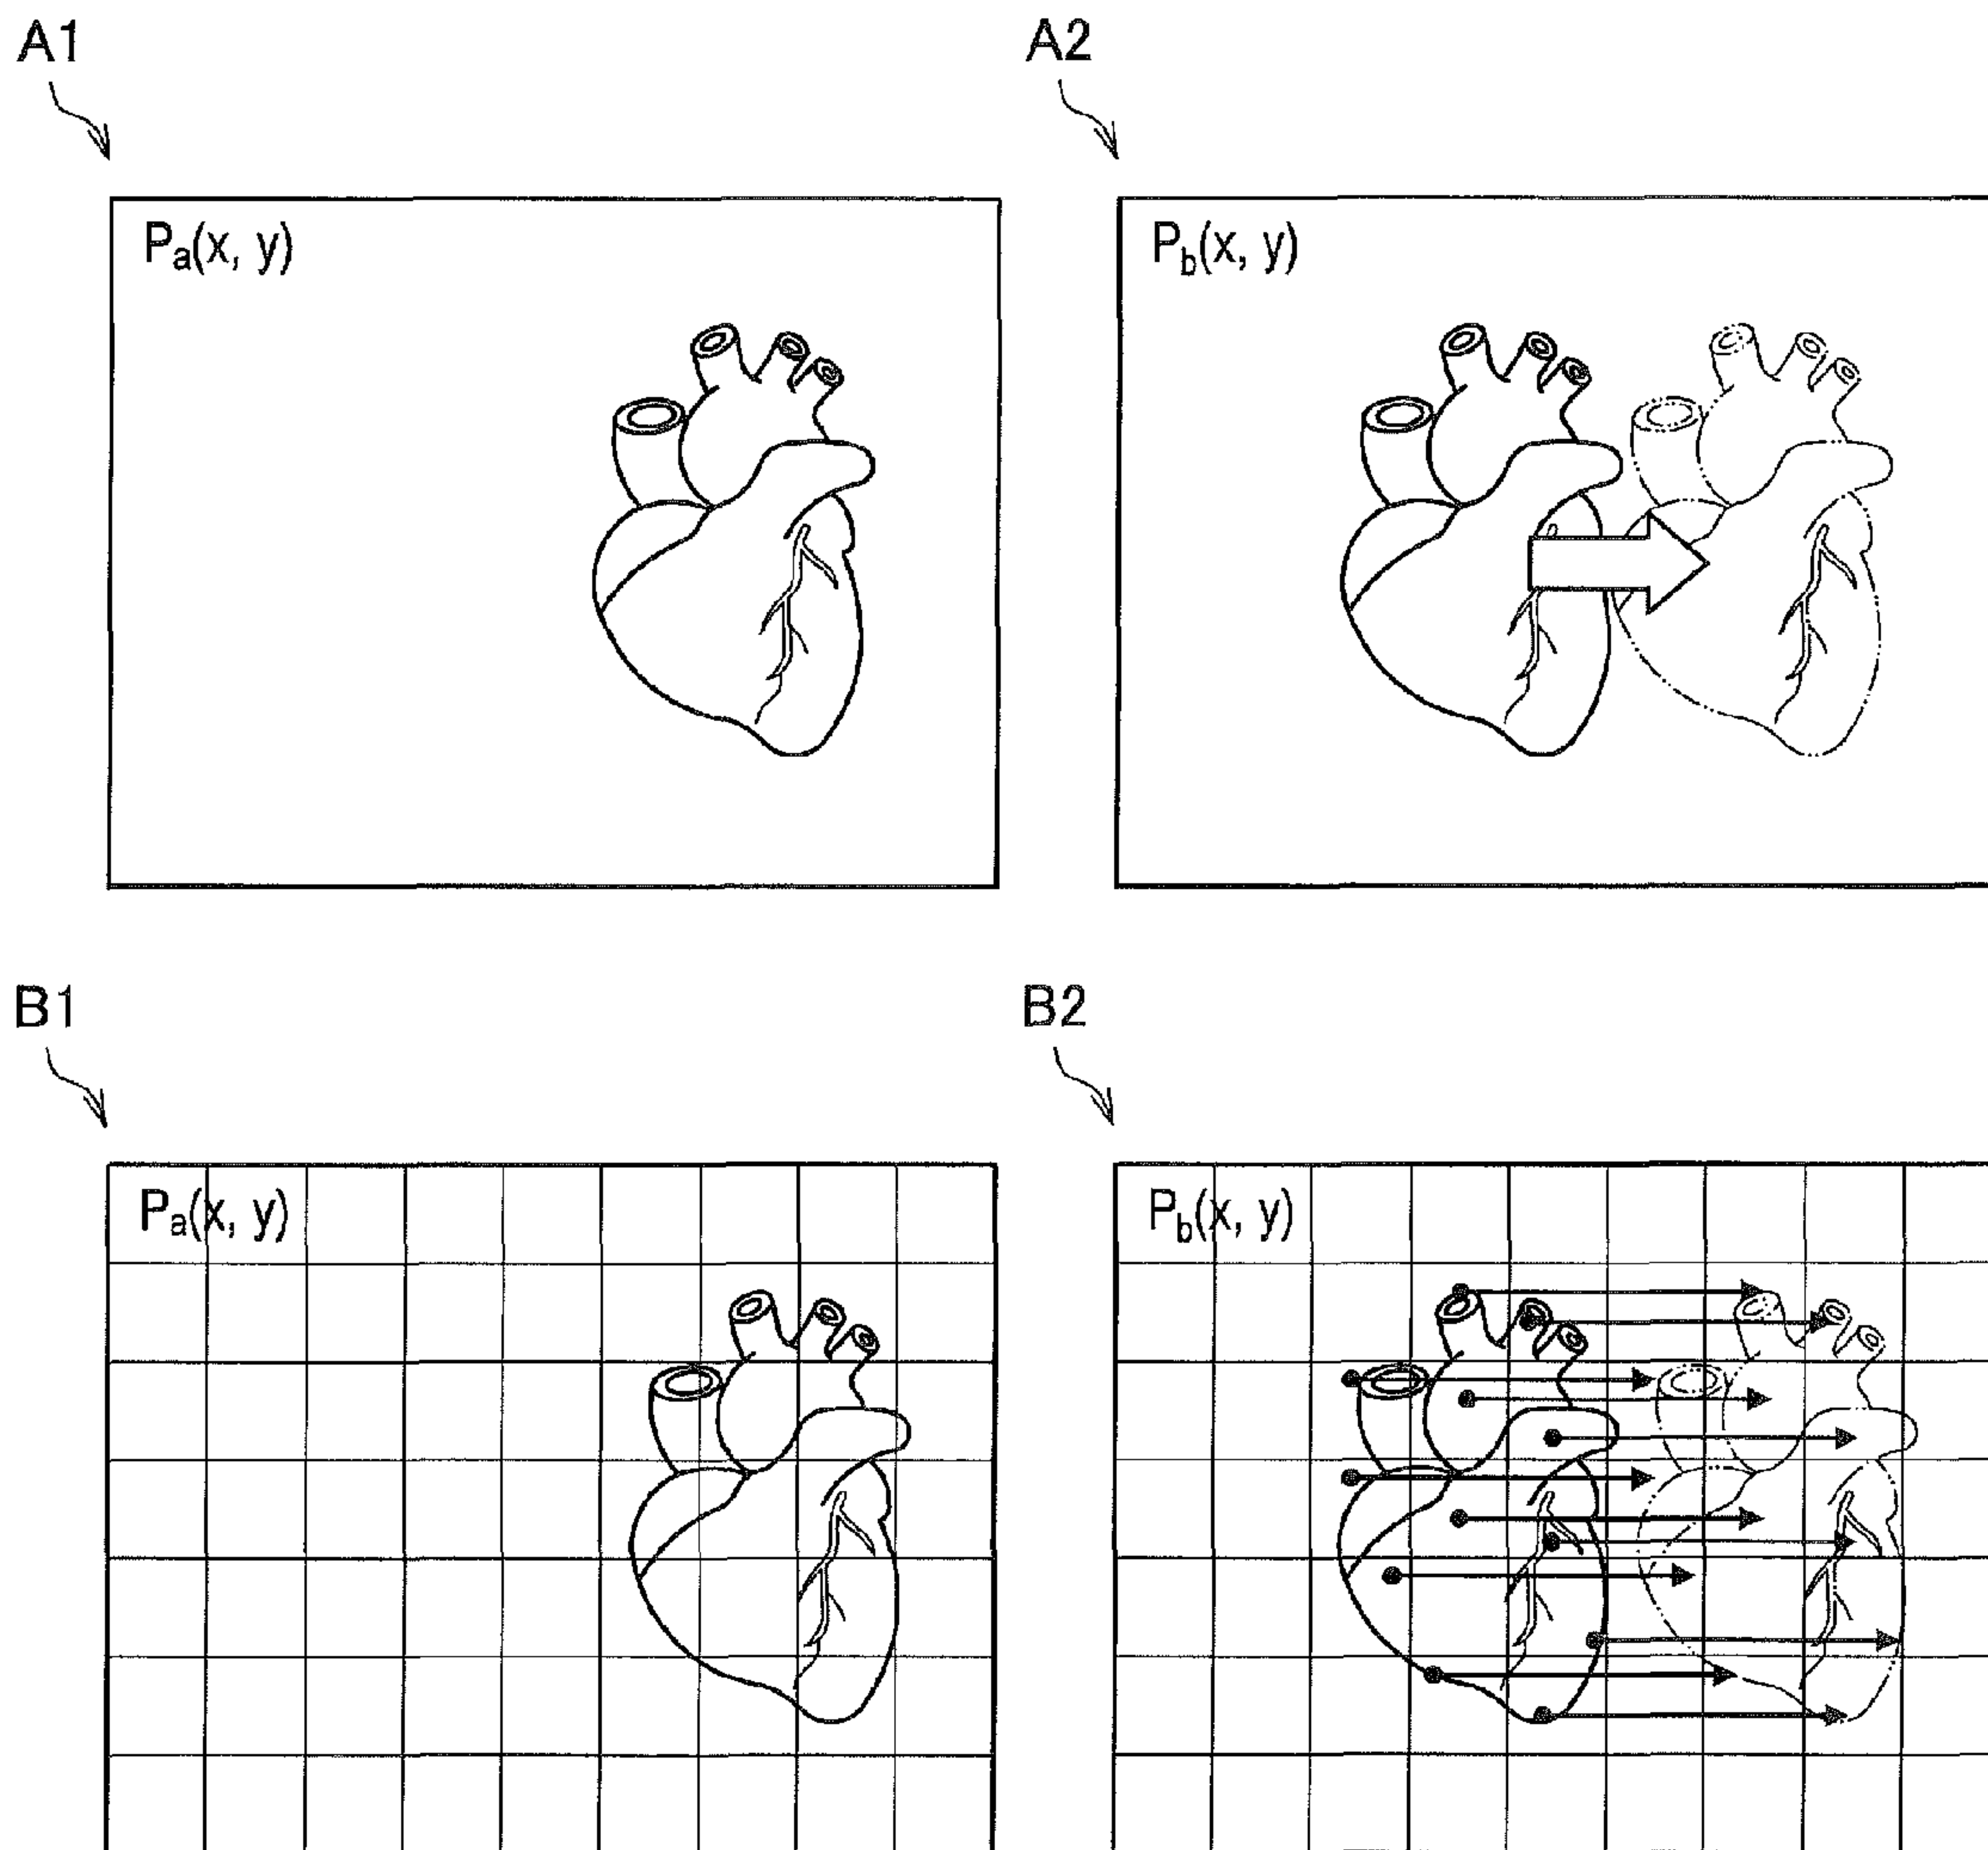 A1
A2
Pa(x, y)
Pb(x, y)
B1
B2
Pa(x, y)
Pb(x, y)